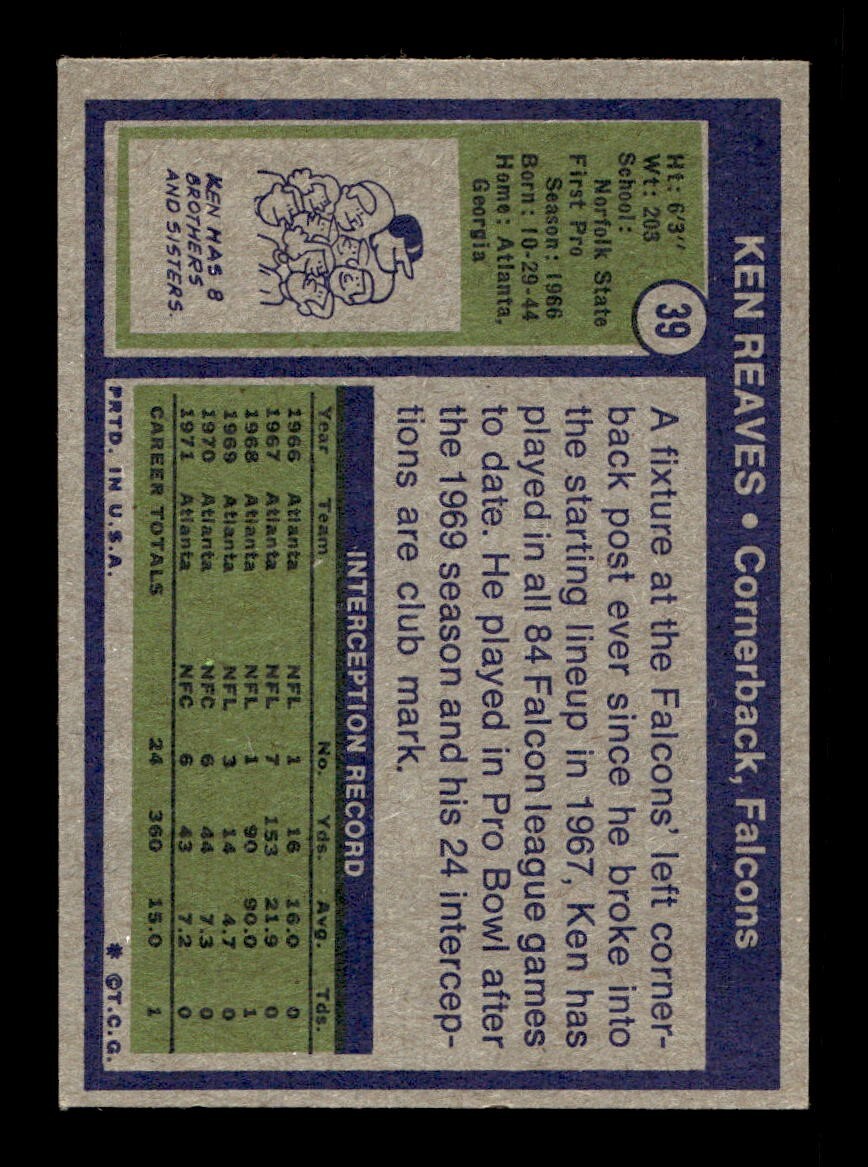 KEN REAVES • Cornerback, Falcons
39
Ht: 6'3"
Wt: 203
School:
Norfolk State
First Pro
Season: 1966
Born: 10-29-44
Home: Atlanta,
Georgia
KEN HAS 8
BROTHERS
AND SISTERS.
A fixture at the Falcons' left corner-
back post ever since he broke into
the starting lineup in 1967, Ken has
played in all 84 Falcon league games
to date. He played in Pro Bowl after
the 1969 season and his 24 intercep-
tions are club mark.
INTERCEPTION RECORD
Year Team No. Yds. Avg. Tds.
1966 Atlanta NFL 1 16 16.0 0
1967 Atlanta NFL 7 153 21.9 0
1968 Atlanta NFL 1 90 90.0 1
1969 Atlanta NFL 3 14 4.7 0
1970 Atlanta NFC 6 44 7.3 0
1971 Atlanta NFC 6 43 7.2 0
CAREER TOTALS 24 360 15.0 1
PRTD. IN U.S.A. * ©T.C.G.